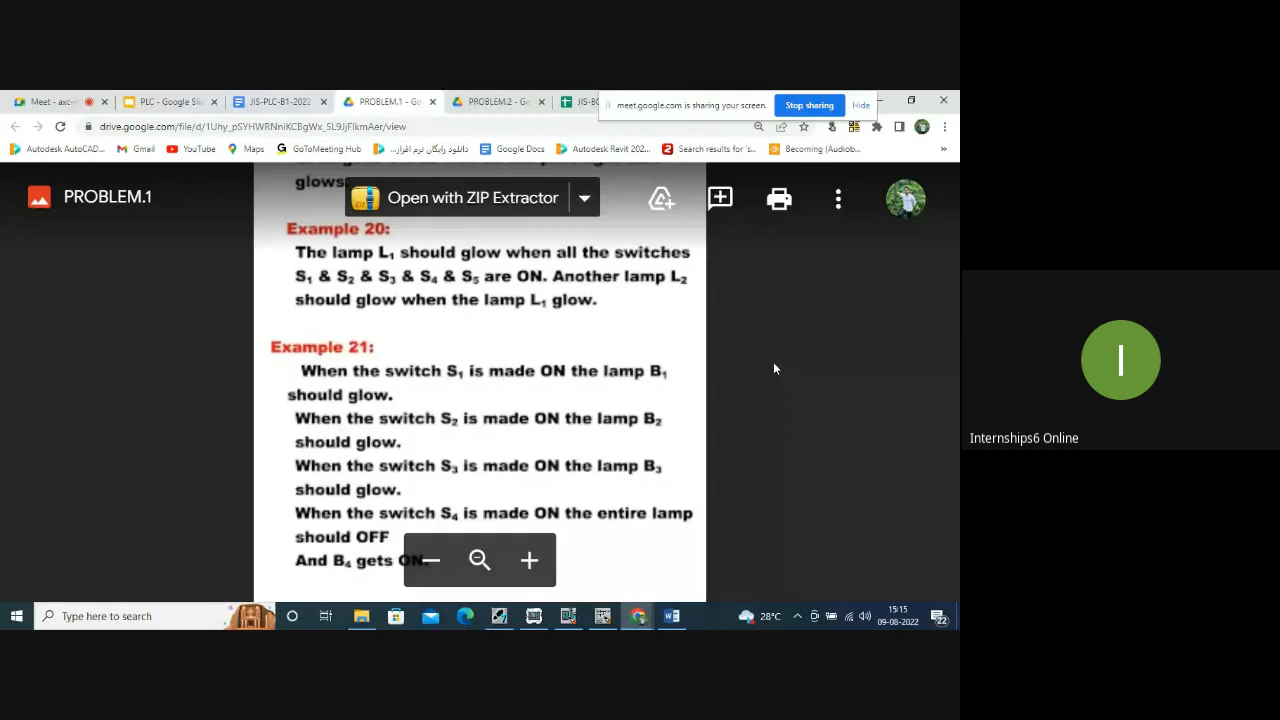 Meet - axc-r
PLC - Google Slid
JIS-PLC-B1-2022
PROBLEM.1 - Go
PROBLEM.2 - Go
meet.google.com is sharing your screen.
Stop sharing
Hide
drive.google.com/file/d/1Uhy_pSYHWRNniKCBgWx_5L9JjFlkmAer/view
Autodesk AutoCAD...
Gmail
YouTube
Maps
GoToMeeting Hub
دانلود رایگان نرم افزار...
Google Docs
Autodesk Revit 202...
Search results for 's...
Becoming (Audiob...
»
PROBLEM.1
glows.
Open with ZIP Extractor
Example 20:
The lamp L₁ should glow when all the switches
S₁ & S₂ & S₃ & S₄ & S₅ are ON. Another lamp L₂
should glow when the lamp L₁ glow.
Example 21:
When the switch S₁ is made ON the lamp B₁
should glow.
When the switch S₂ is made ON the lamp B₂
should glow.
When the switch S₃ is made ON the lamp B₃
should glow.
When the switch S₄ is made ON the entire lamp
should OFF
And B₄ gets ON.
I
Internships6 Online
Type here to search
28°C
15:15
09-08-2022
22